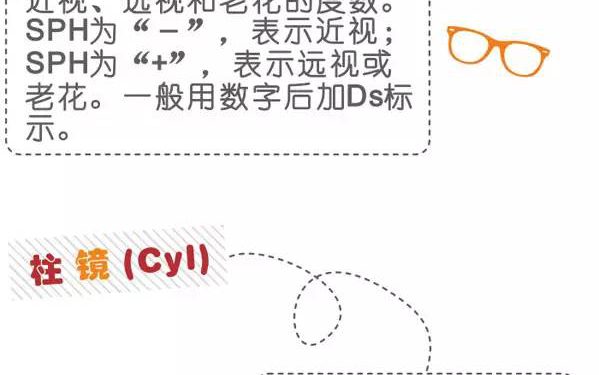 近视、远视和老花的度数。
SPH为“－”，表示近视；
SPH为“+”，表示远视或
老花。一般用数字后加Ds标
示。
柱镜(Cyl)